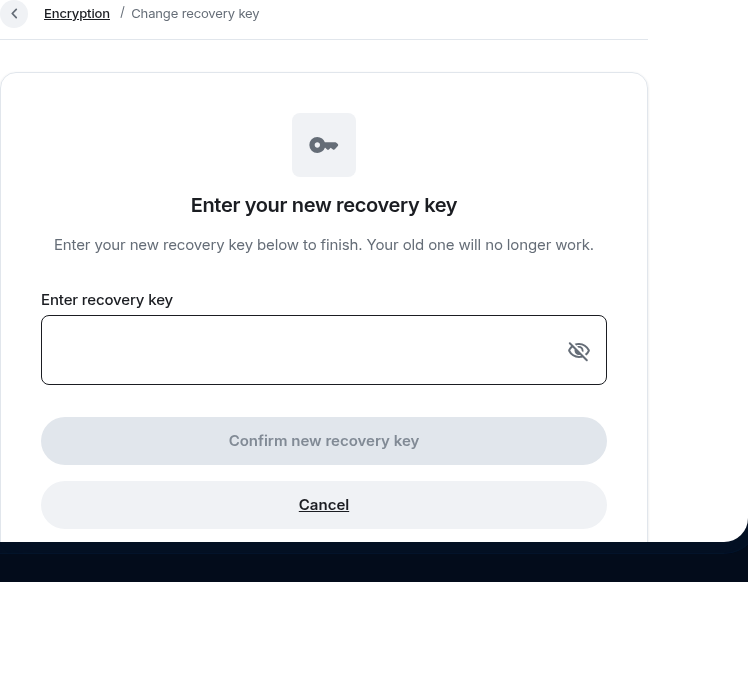 Encryption / Change recovery key
Enter your new recovery key
Enter your new recovery key below to finish. Your old one will no longer work.
Enter recovery key
Confirm new recovery key
Cancel